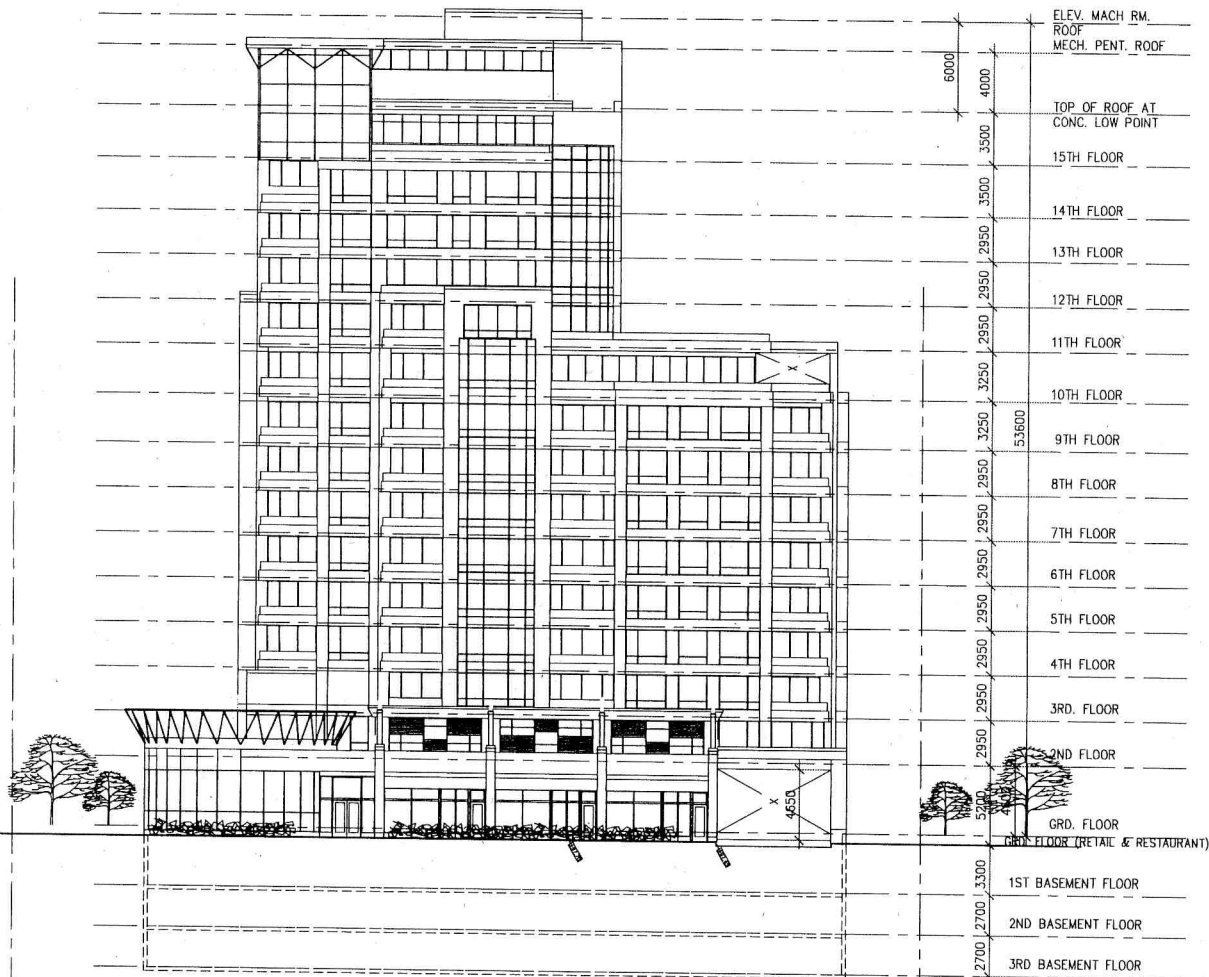 ELEV. MACH RM.
ROOF
MECH. PENT. ROOF
6000
4000
TOP OF ROOF AT
CONC. LOW POINT
3500
15TH FLOOR
3500
14TH FLOOR
2950
13TH FLOOR
2950
12TH FLOOR
2950
11TH FLOOR
X
3250
10TH FLOOR
53600
3250
9TH FLOOR
2950
8TH FLOOR
2950
7TH FLOOR
2950
6TH FLOOR
2950
5TH FLOOR
2950
4TH FLOOR
2950
3RD. FLOOR
2950
2ND FLOOR
X
4550
5200
GRD. FLOOR
GRD. FLOOR (RETAIL & RESTAURANT)
3300
1ST BASEMENT FLOOR
2700
2ND BASEMENT FLOOR
2700
3RD BASEMENT FLOOR